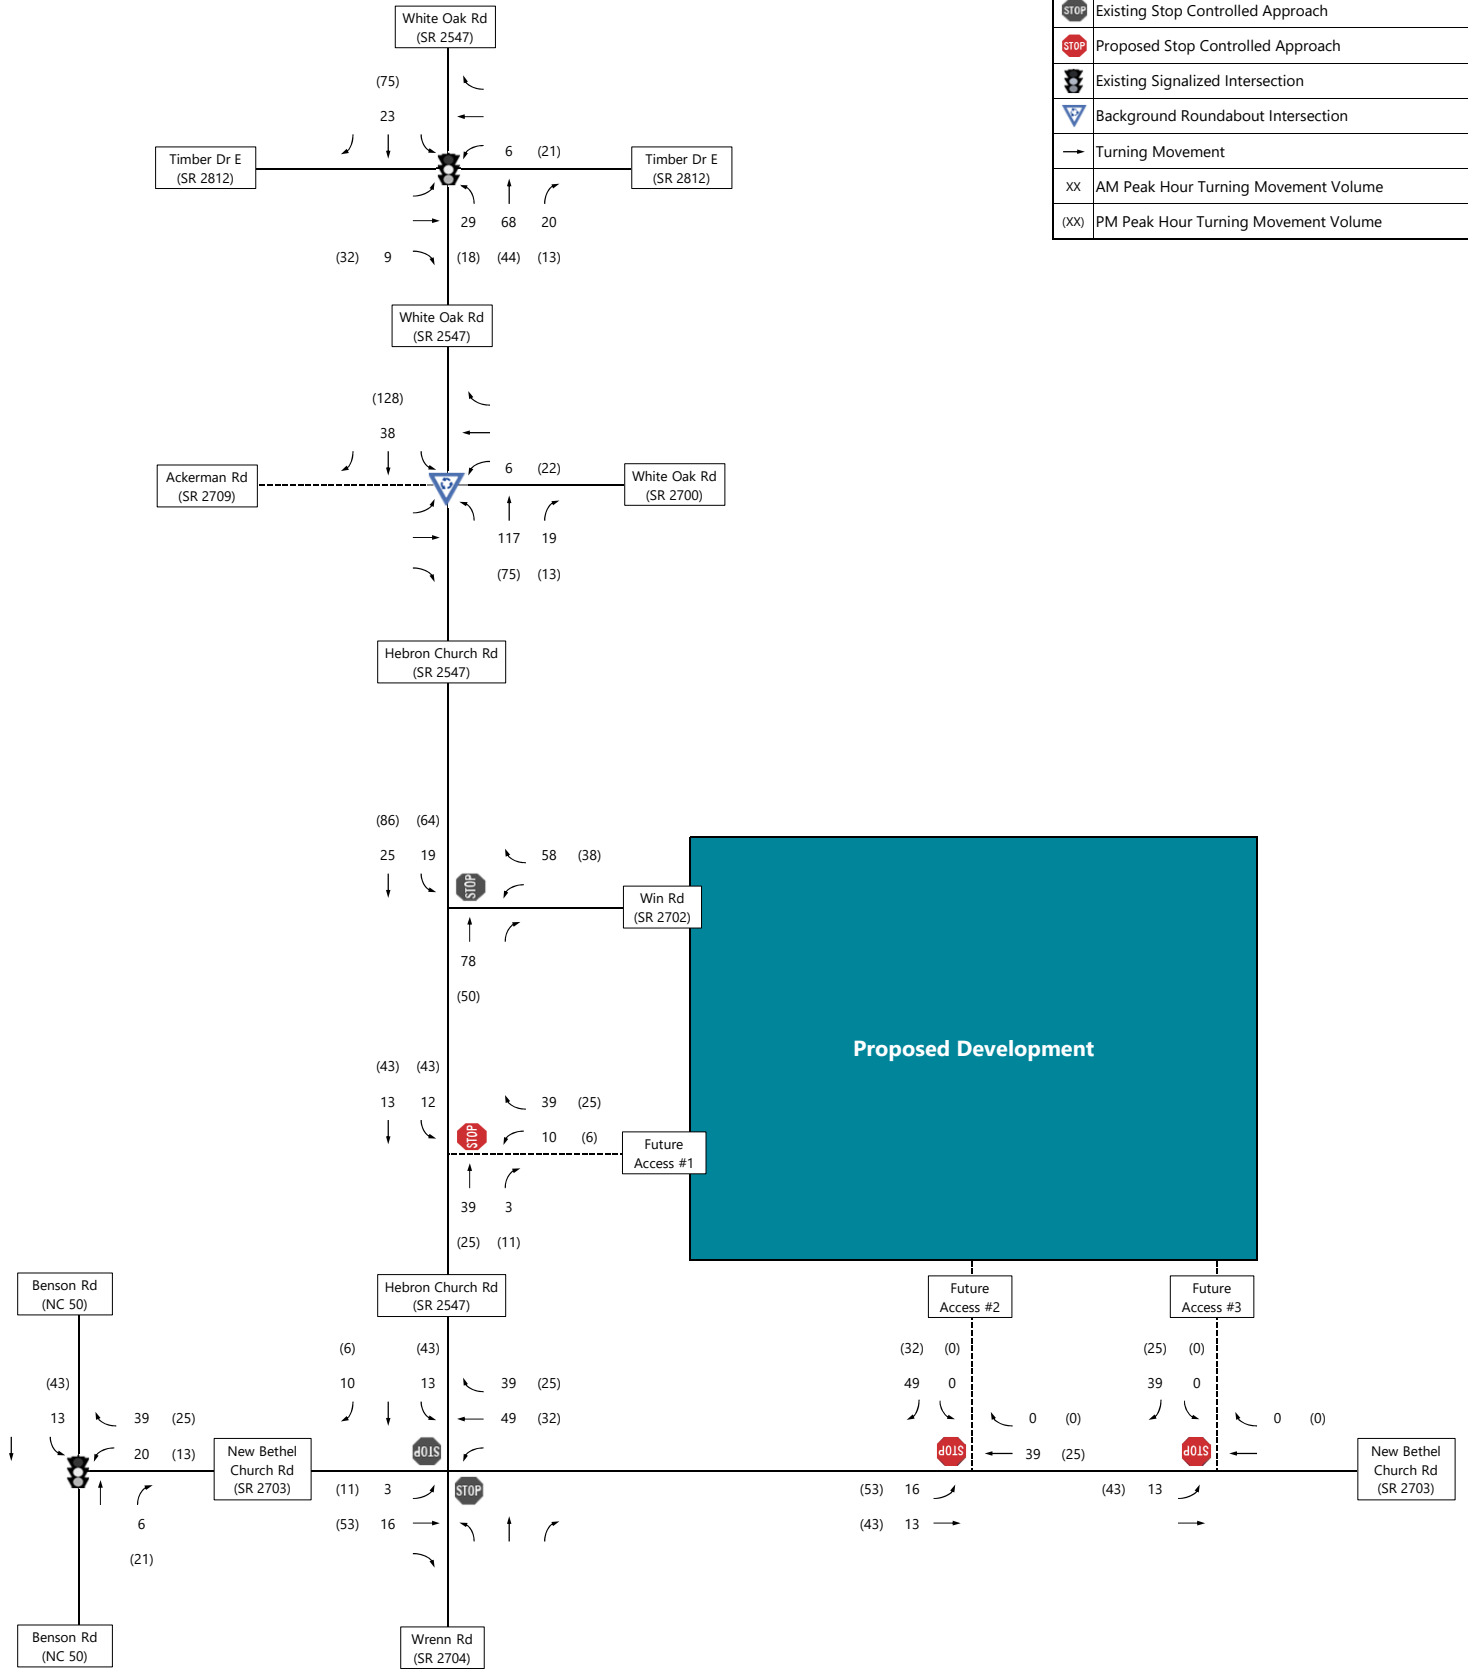 White Oak Rd
(SR 2547)
STOP Existing Stop Controlled Approach
STOP Proposed Stop Controlled Approach
Existing Signalized Intersection
Background Roundabout Intersection
Turning Movement
XX AM Peak Hour Turning Movement Volume
(XX) PM Peak Hour Turning Movement Volume
(75)
23
Timber Dr E
(SR 2812)
6 (21)
Timber Dr E
(SR 2812)
29 68 20
(32) 9 (18) (44) (13)
White Oak Rd
(SR 2547)
(128)
38
Ackerman Rd
(SR 2709)
6 (22)
White Oak Rd
(SR 2700)
117 19
(75) (13)
Hebron Church Rd
(SR 2547)
(86) (64)
25 19 58 (38)
STOP
Win Rd
(SR 2702)
78
(50)
Proposed Development
(43) (43)
13 12 39 (25)
STOP 10 (6)
Future
Access #1
39 3
(25) (11)
Benson Rd
(NC 50)
Hebron Church Rd
(SR 2547)
Future
Access #2
Future
Access #3
(6) (43)
(32) (0)
(25) (0)
(43)
10 13 39 (25)
49 0
39 0
13 39 (25)
49 (32)
0 (0)
0 (0)
20 (13)
New Bethel
Church Rd
(SR 2703)
STOP
STOP 39 (25)
STOP
New Bethel
Church Rd
(SR 2703)
(11) 3 STOP
(53) 16
(43) 13
6
(53) 16
(43) 13
(21)
Benson Rd
(NC 50)
Wrenn Rd
(SR 2704)